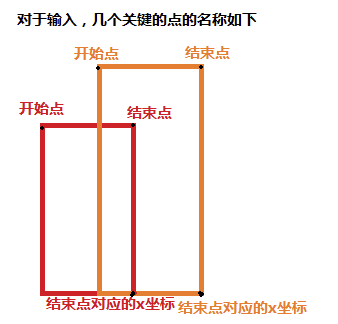 对于输入，几个关键的点的名称如下
开始点
结束点
开始点
结束点
结束点对应的x坐标
结束点对应的x坐标